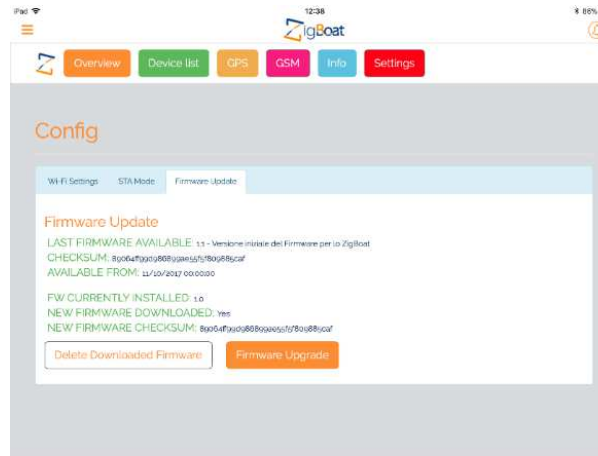 iPad 12:38 86%
ZigBoat
Overview Device list GPS GSM Info Settings
Config
Wi-Fi Settings STA Mode Firmware Update
Firmware Update
LAST FIRMWARE AVAILABLE: 1.1 - Versione iniziale del Firmware per lo ZigBoat
CHECKSUM:
AVAILABLE FROM: 11/10/2017 00:00:00
FW CURRENTLY INSTALLED: 1.0
NEW FIRMWARE DOWNLOADED: Yes
NEW FIRMWARE CHECKSUM:
Delete Downloaded Firmware Firmware Upgrade